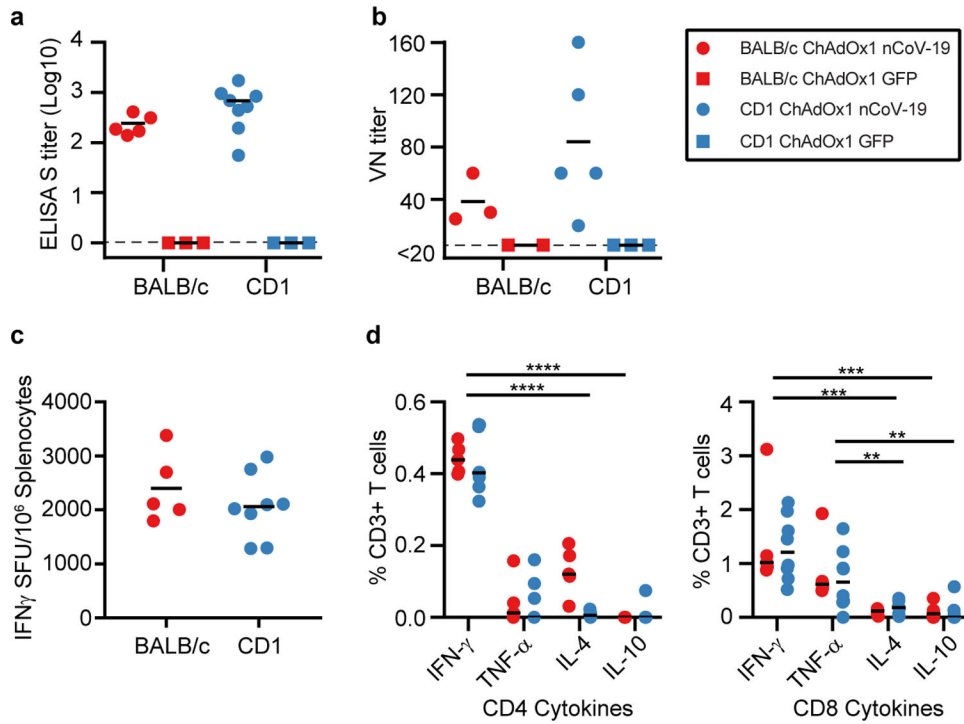 a
ELISA S titer (Log10)
4
3
2
1
0
BALB/c CD1
b
VN titer
160
120
80
40
<20
BALB/c CD1
BALB/c ChAdOx1 nCoV-19
BALB/c ChAdOx1 GFP
CD1 ChAdOx1 nCoV-19
CD1 ChAdOx1 GFP
c
IFNγ SFU/10⁶ Splenocytes
4000
3000
2000
1000
0
BALB/c CD1
d
% CD3+ T cells
0.6
0.4
0.2
0.0
****
****
IFN-γ TNF-α IL-4 IL-10
CD4 Cytokines
% CD3+ T cells
4
3
2
1
0
***
***
**
**
IFN-γ TNF-α IL-4 IL-10
CD8 Cytokines